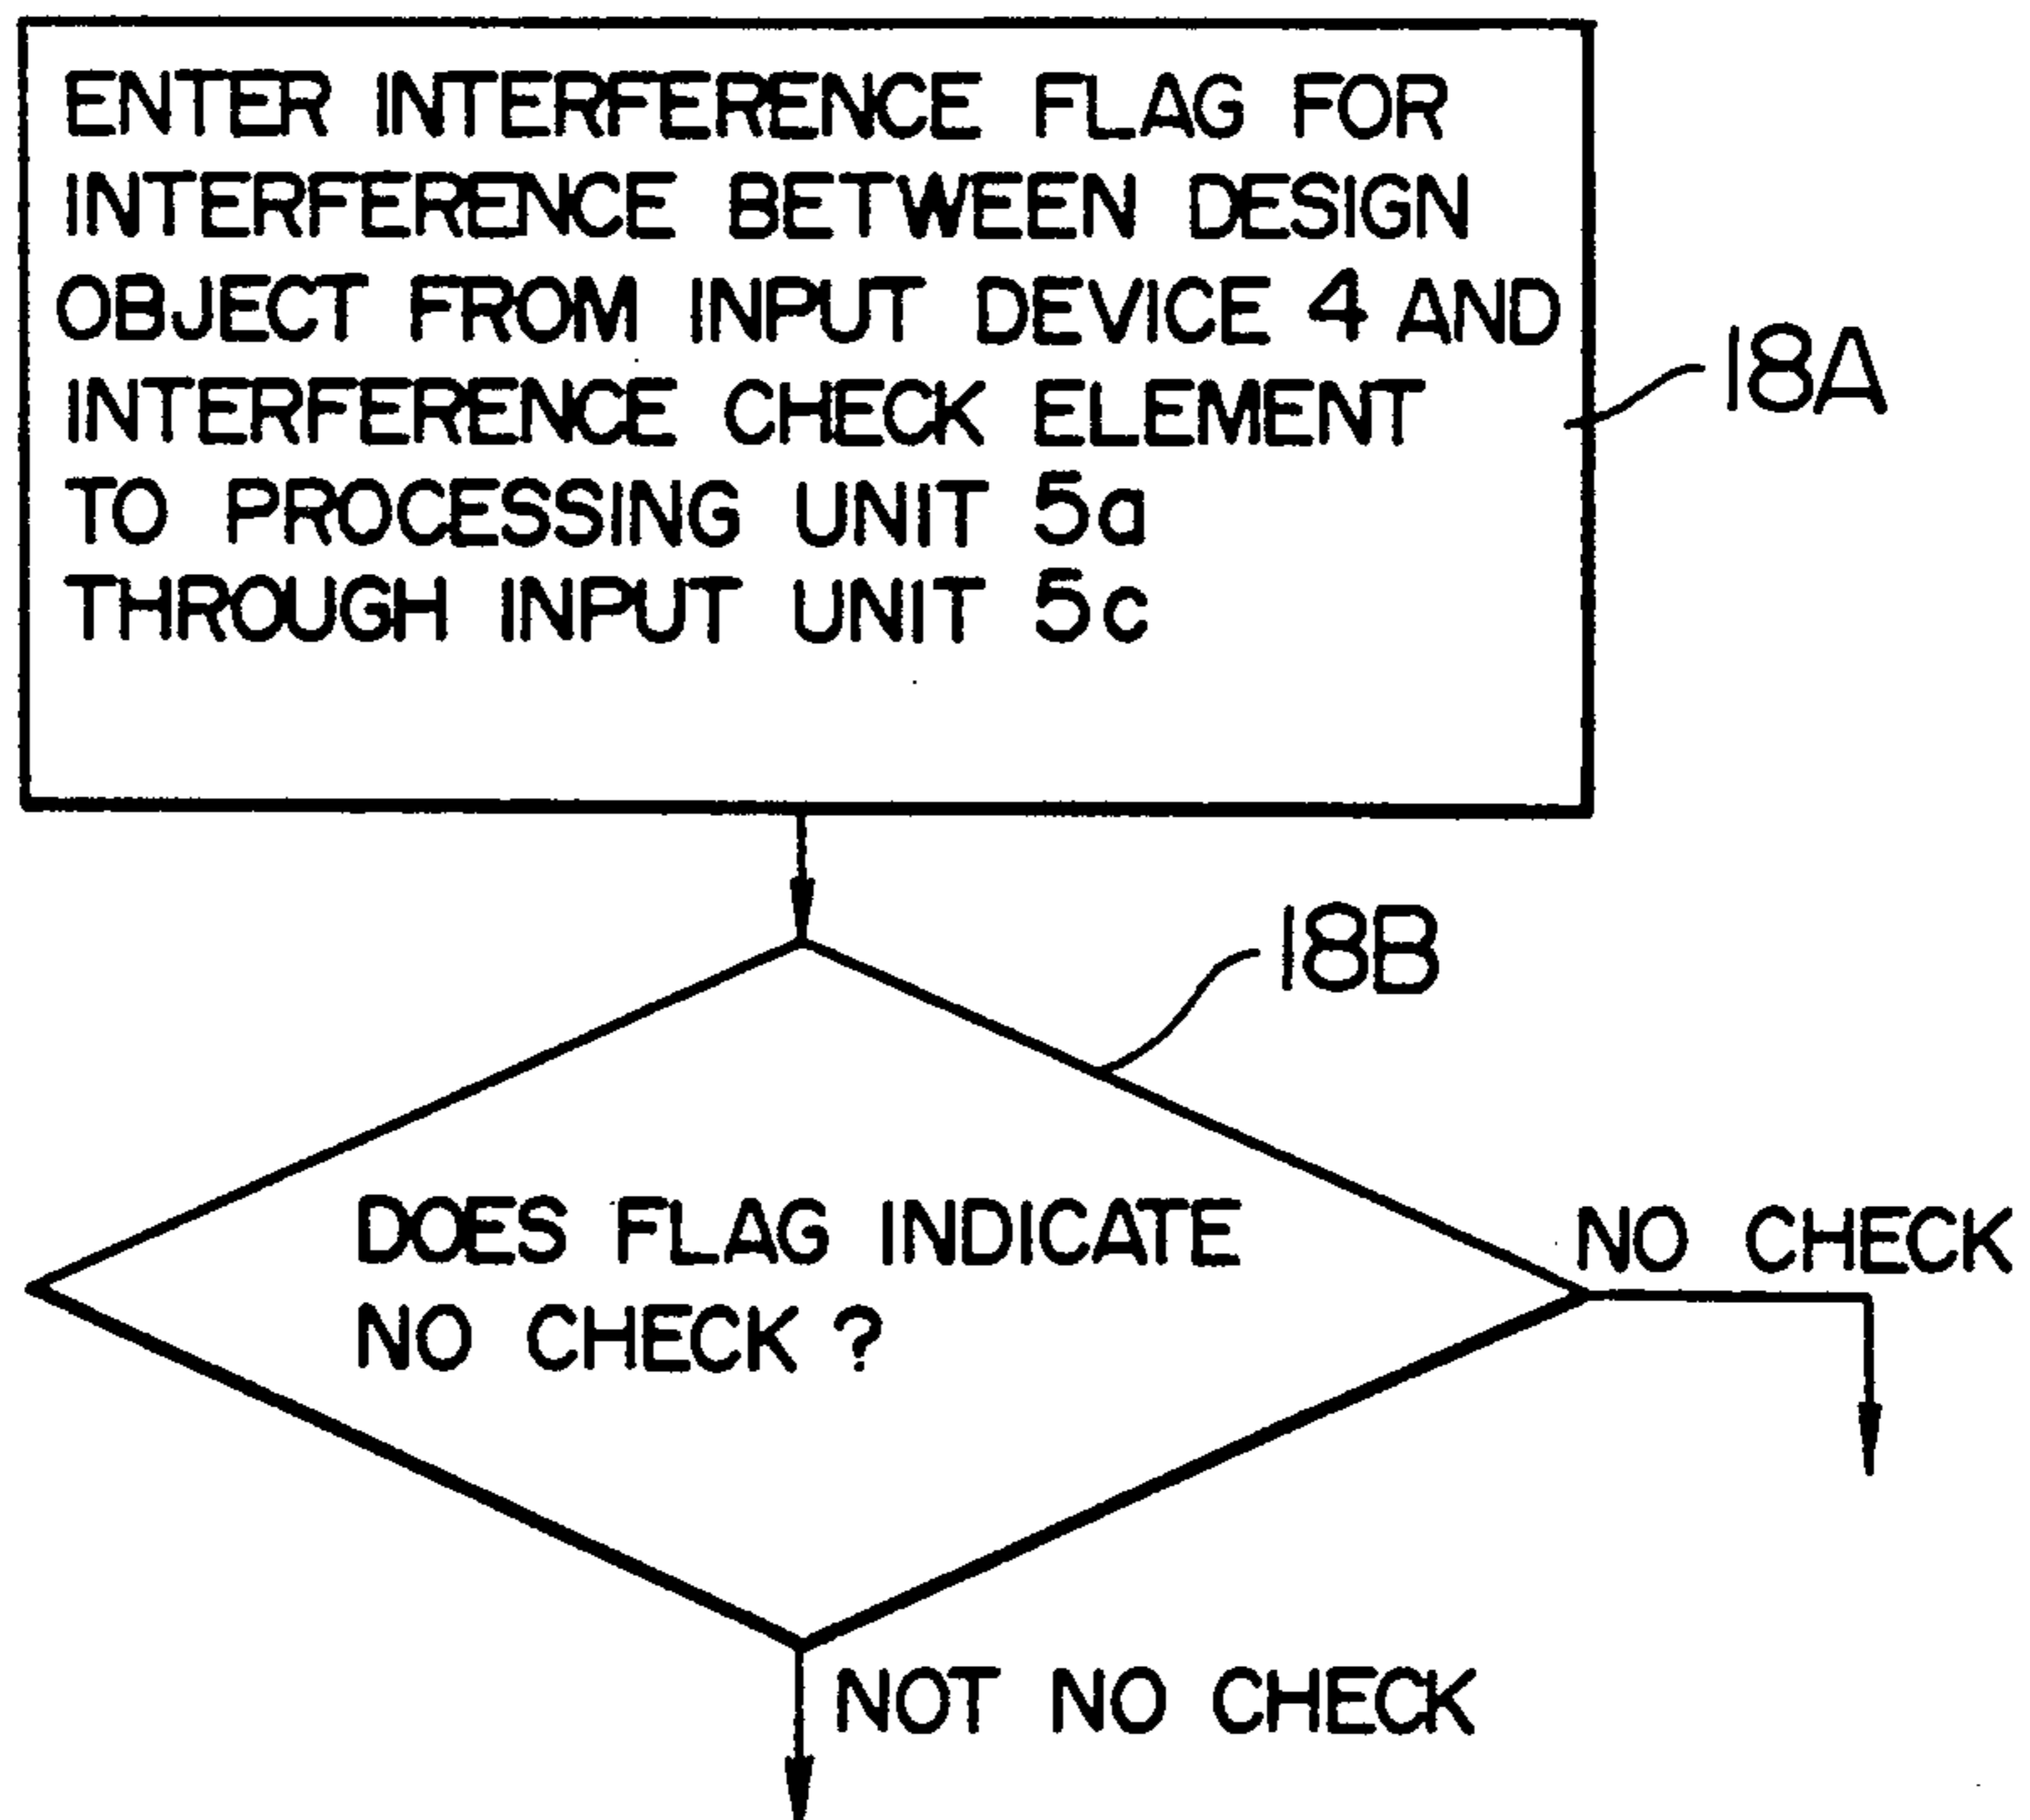 ENTER INTERFERENCE FLAG FOR
INTERFERENCE BETWEEN DESIGN
OBJECT FROM INPUT DEVICE 4 AND
INTERFERENCE CHECK ELEMENT
TO PROCESSING UNIT 5a
THROUGH INPUT UNIT 5c
18A
18B
DOES FLAG INDICATE
NO CHECK ?
NO CHECK
NOT NO CHECK